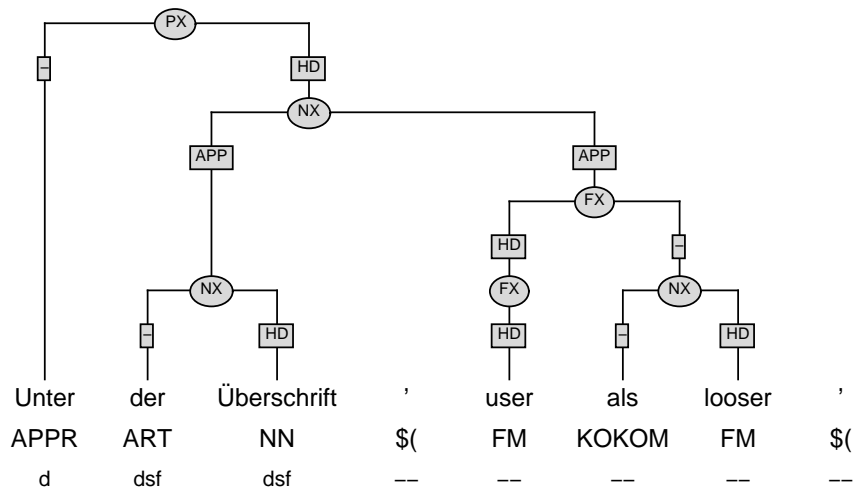 PX
– HD
NX
APP APP
FX
HD –
NX FX NX
– HD HD – HD
Unter der Überschrift ’ user als looser ’
APPR ART NN $( FM KOKOM FM $(
d dsf dsf −− −− −− −− −−